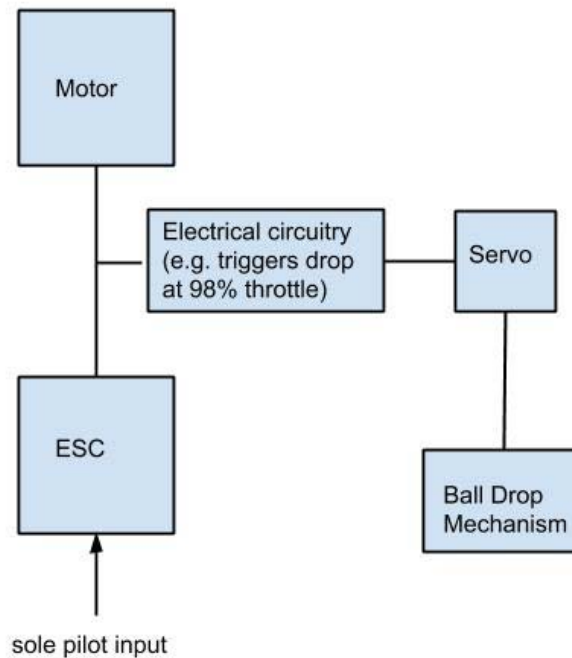 Motor
Electrical circuitry
(e.g. triggers drop
at 98% throttle)
Servo
ESC
Ball Drop
Mechanism
sole pilot input